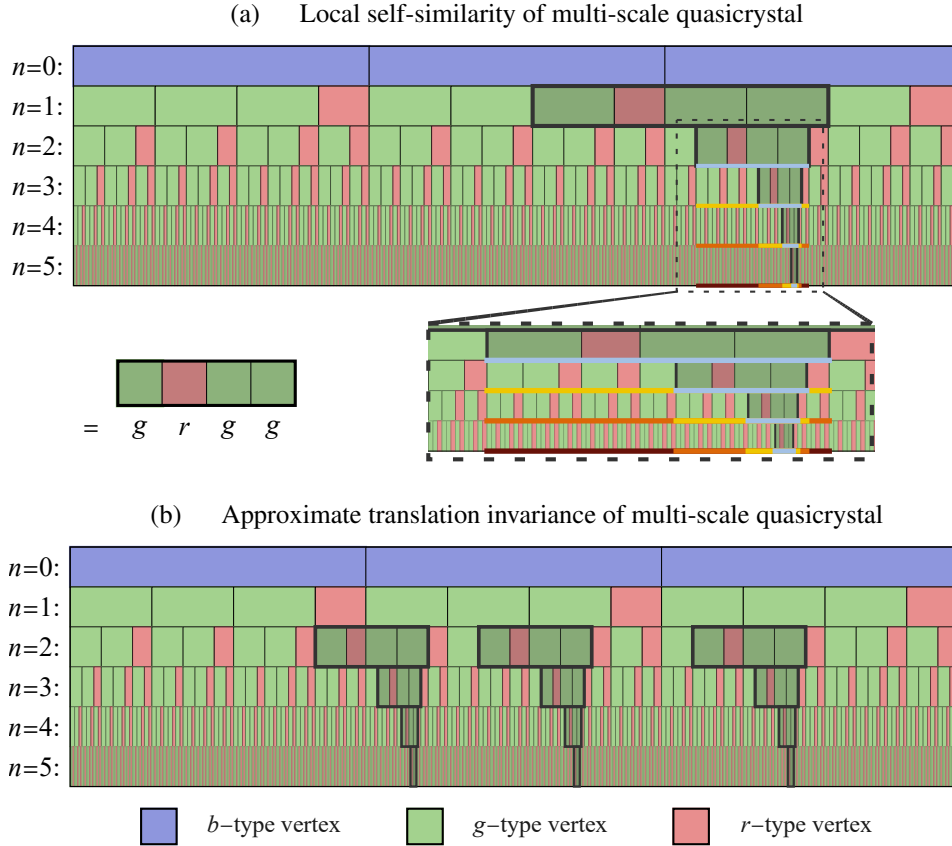 (a) Local self-similarity of multi-scale quasicrystal
n=0:
n=1:
n=2:
n=3:
n=4:
n=5:
= g r g g
(b) Approximate translation invariance of multi-scale quasicrystal
n=0:
n=1:
n=2:
n=3:
n=4:
n=5:
b-type vertex g-type vertex r-type vertex